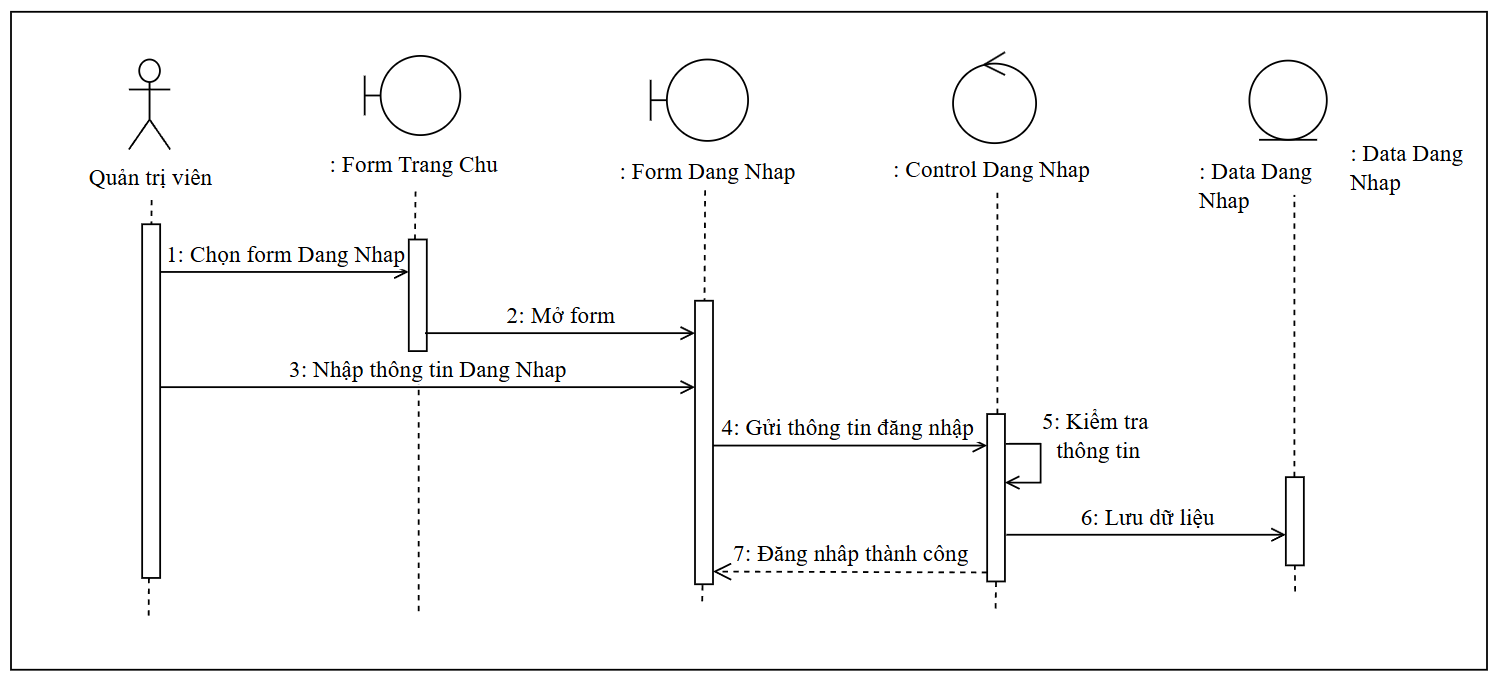 Quản trị viên
: Form Trang Chu
: Form Dang Nhap
: Control Dang Nhap
: Data Dang
Nhap
: Data Dang
Nhap
1: Chọn form Dang Nhap
2: Mở form
3: Nhập thông tin Dang Nhap
4: Gửi thông tin đăng nhập
5: Kiểm tra
thông tin
6: Lưu dữ liệu
7: Đăng nhâp thành công